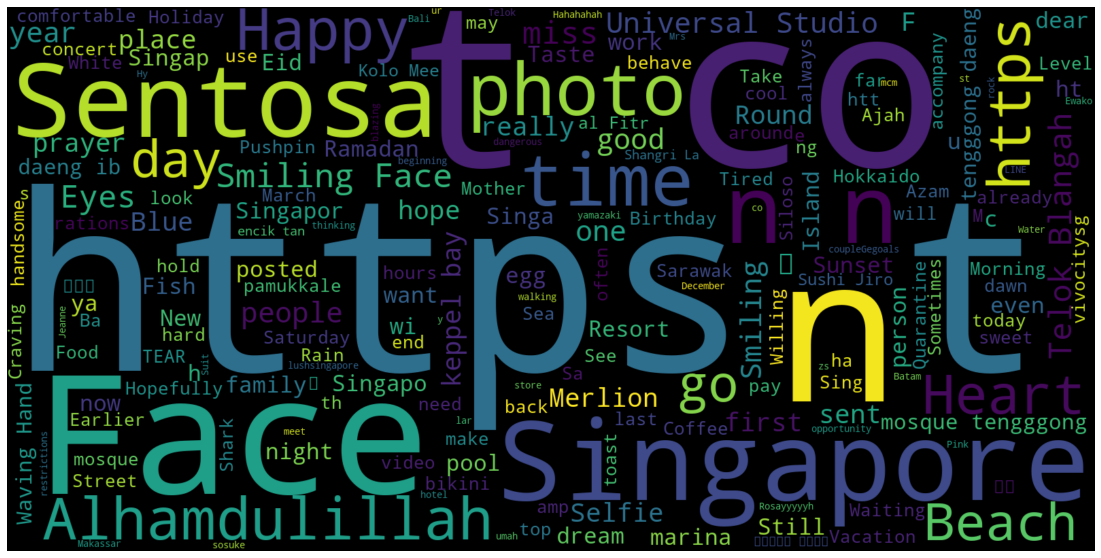 comfortable Holiday Happy Bali Telok ur Hahahahah Universal Studio F dear
year place concert White Singap use Eid Kolo Mee t miss Taste work may Mrs behave co Level
Sentosa photo https
Hy al Fitr really good Take cool always Round around far mcm htt Ajah accompany st rock ht Ewako
prayer day Pushpin Ramadan placing dangerous Shangri La e ng u tengggong daeng
daeng ib Smiling Face beginning time Mother Tired Hokkaido LINE
Eyes look March thinking yamazaki Birthday Siloso Island Azam will already M
s rations Blue Singapor hope Singa one n n c Telok Blangah
handsome encik tan co coupleGegoals Water
https n t
hold posted hours egg often Sarawak Smiling Sunset Morning vivocitysg
ya Fish pamukkale want walking Sea Sushi Jiro dawn even
Ba Jeanne New people keppel bay December Willing person Quarantine Sometimes today
Craving Food hard Saturday wi end y Resort ha zs Batam sweet
TEAR Suit Rain lushsingapore See Sing
Waving Hand h Hopefully family Singapo Sa store go pay Heart
Face now th need back Merlion sent opportunity
Earlier meet lar last first mosque tengggong
mosque Shark night make Coffee Singapore Pink
restrictions Street video pool toast
Alhamdulillah bikini amp Selfie Rosayyyyyh Waiting Beach
hotel top dream marina Still Vacation
Makassar sosuke umah